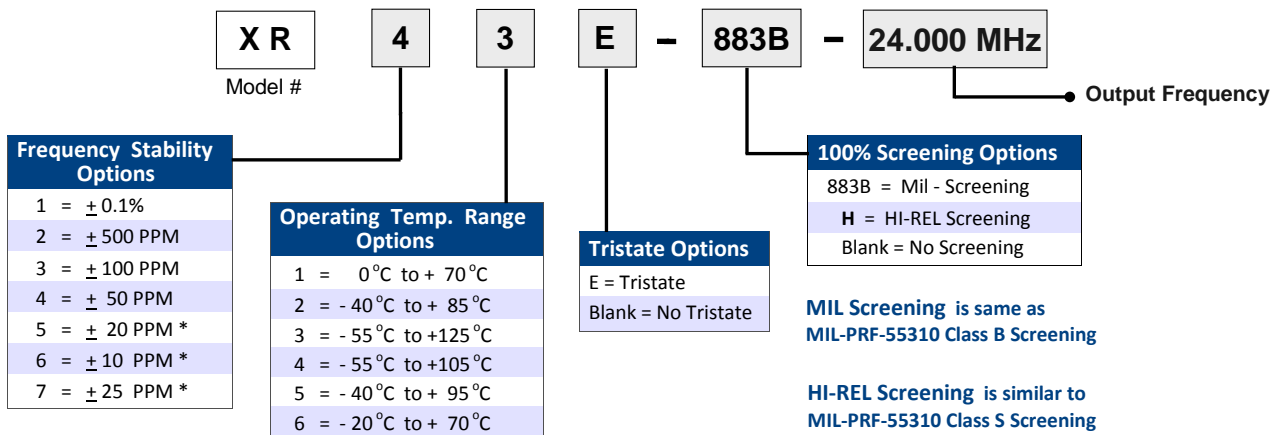 X R 4 3 E – 883B – 24.000 MHz
Model #
Output Frequency
Frequency Stability
Options
1 = ± 0.1%
2 = ± 500 PPM
3 = ± 100 PPM
4 = ± 50 PPM
5 = ± 20 PPM *
6 = ± 10 PPM *
7 = ± 25 PPM *
Operating Temp. Range
Options
1 = 0 °C to + 70 °C
2 = - 40 °C to + 85 °C
3 = - 55 °C to +125 °C
4 = - 55 °C to +105 °C
5 = - 40 °C to + 95 °C
6 = - 20 °C to + 70 °C
Tristate Options
E = Tristate
Blank = No Tristate
100% Screening Options
883B = Mil - Screening
H = HI-REL Screening
Blank = No Screening
MIL Screening is same as
MIL-PRF-55310 Class B Screening
HI-REL Screening is similar to
MIL-PRF-55310 Class S Screening